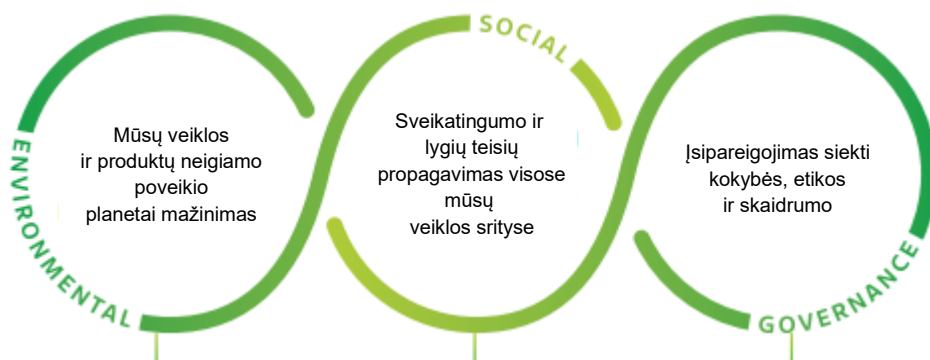 ENVIRONMENTAL
Mūsų veiklos
ir produktų neigiamo
poveikio
planetai mažinimas
SOCIAL
Sveikatingumo ir
lygių teisių
propagavimas visose
mūsų
veiklos srityse
GOVERNANCE
Įsipareigojimas siekti
kokybės, etikos
ir skaidrumo